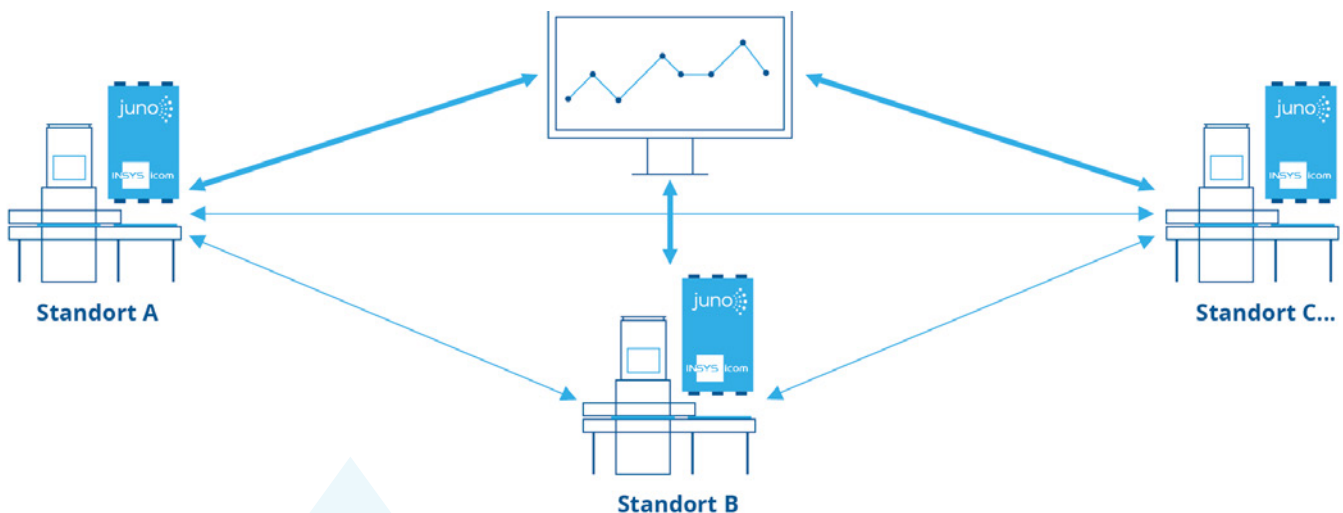 juno
INSYS icom
Standort A
juno
INSYS icom
Standort C...
juno
INSYS icom
Standort B